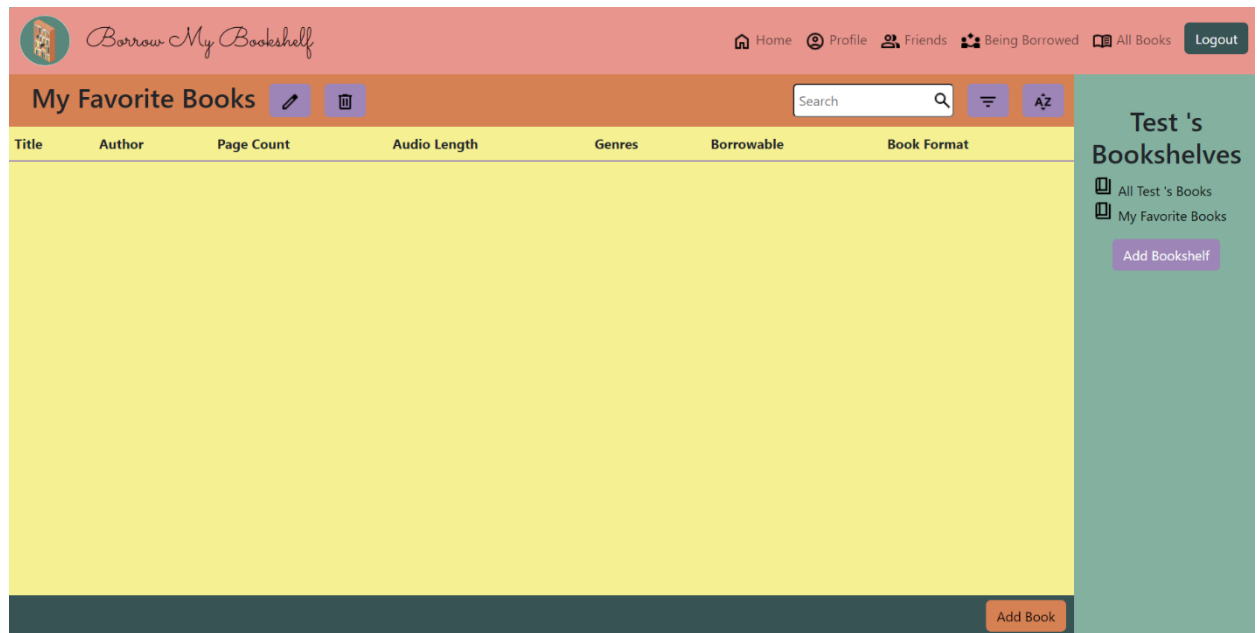 Borrow My Bookshelf
Home Profile Friends Being Borrowed All Books Logout
My Favorite Books
Search
AZ
Title Author Page Count Audio Length Genres Borrowable Book Format
Test 's
Bookshelves
All Test 's Books
My Favorite Books
Add Bookshelf
Add Book